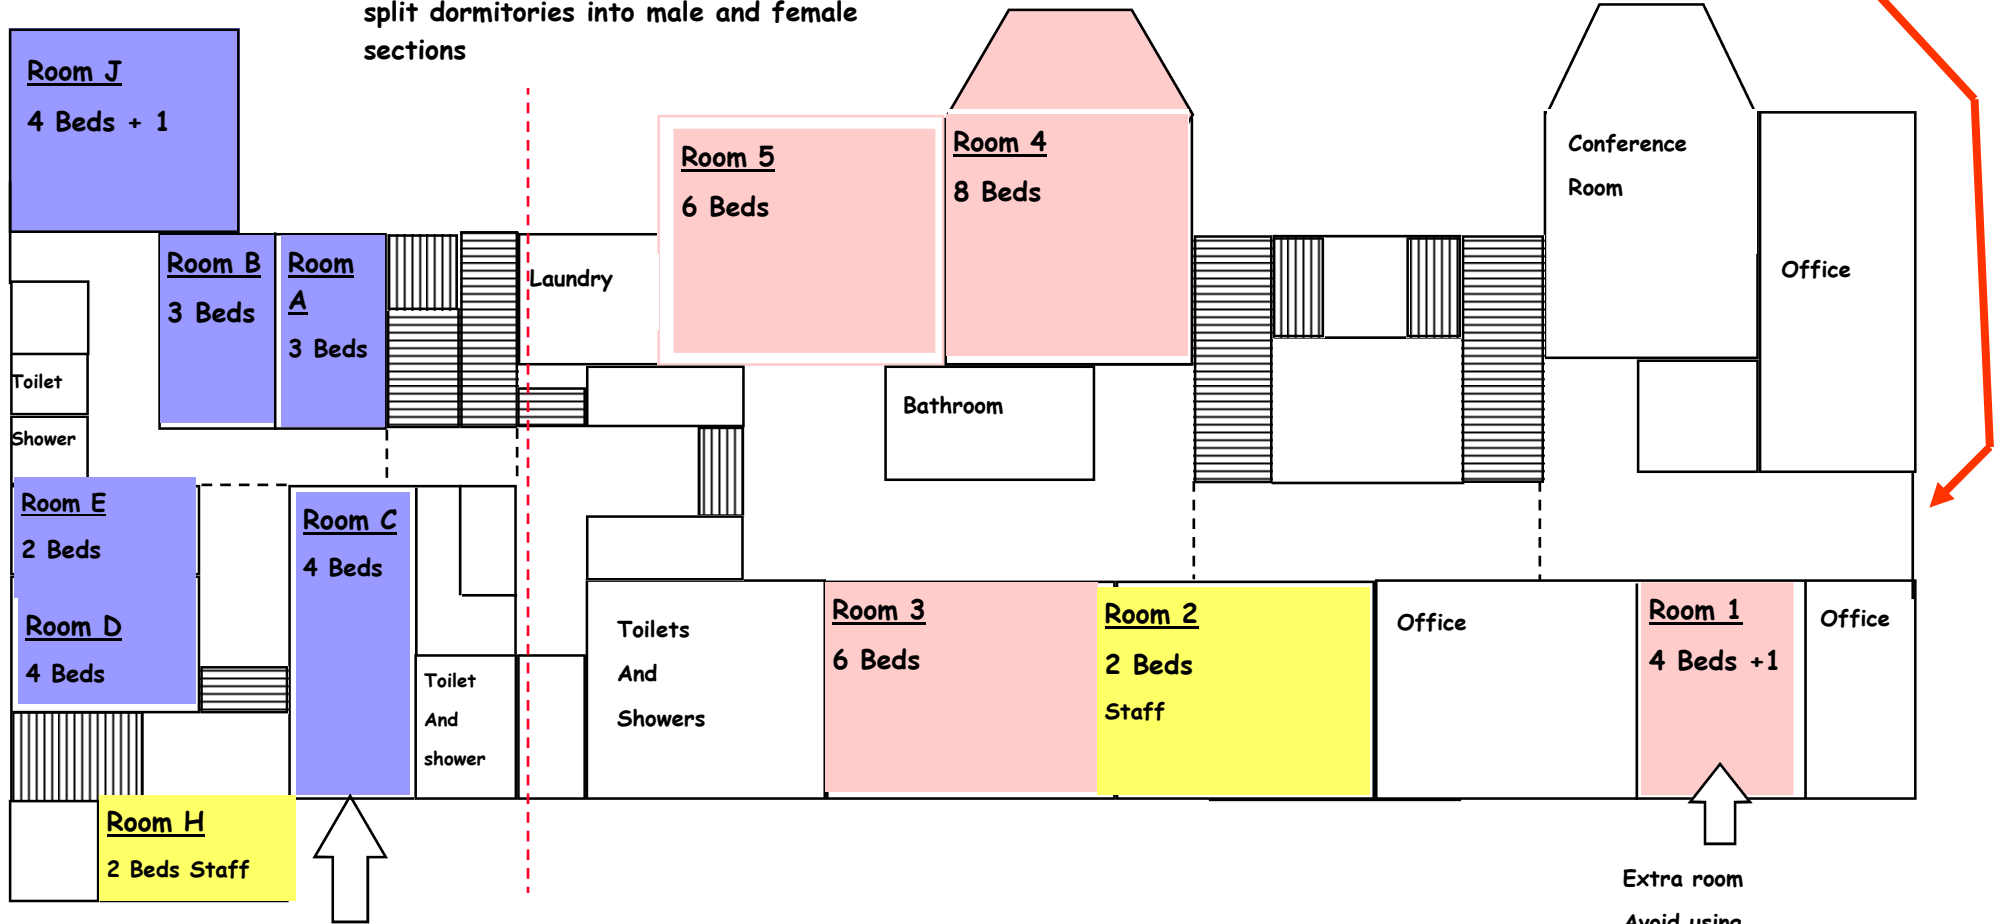 split dormitories into male and female
sections
Room J
4 Beds + 1
Room 5
6 Beds
Room 4
8 Beds
Conference
Room
Office
Room B
3 Beds
Room
A
3 Beds
Laundry
Toilet
Shower
Bathroom
Room E
2 Beds
Room D
4 Beds
Room C
4 Beds
Toilet
And
shower
Toilets
And
Showers
Room 3
6 Beds
Room 2
2 Beds
Staff
Office
Room 1
4 Beds +1
Office
Room H
2 Beds Staff
Extra room
Avoid using